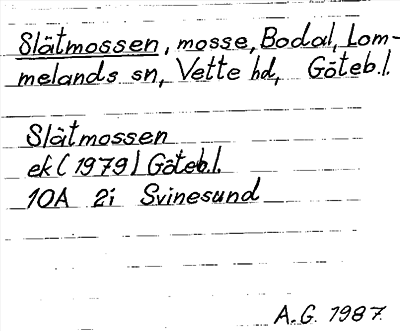 Slätmossen, mosse, Bodal, Lom-
melands sn, Vette hd, Göteb.l.
Slätmossen
ek (1979) Göteb.l.
10A 2i Svinesund
A.G. 1987.